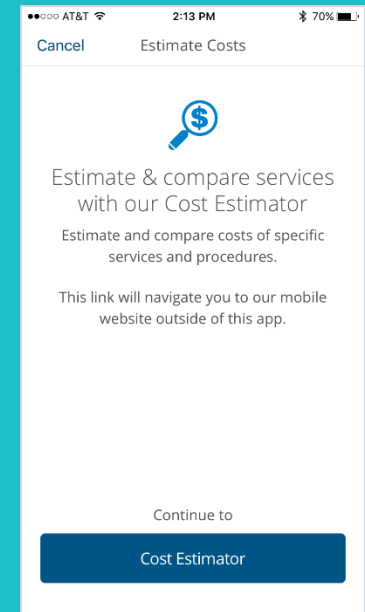 AT&T 2:13 PM 70%
Cancel Estimate Costs
$
Estimate & compare services
with our Cost Estimator
Estimate and compare costs of specific
services and procedures.
This link will navigate you to our mobile
website outside of this app.
Continue to
Cost Estimator